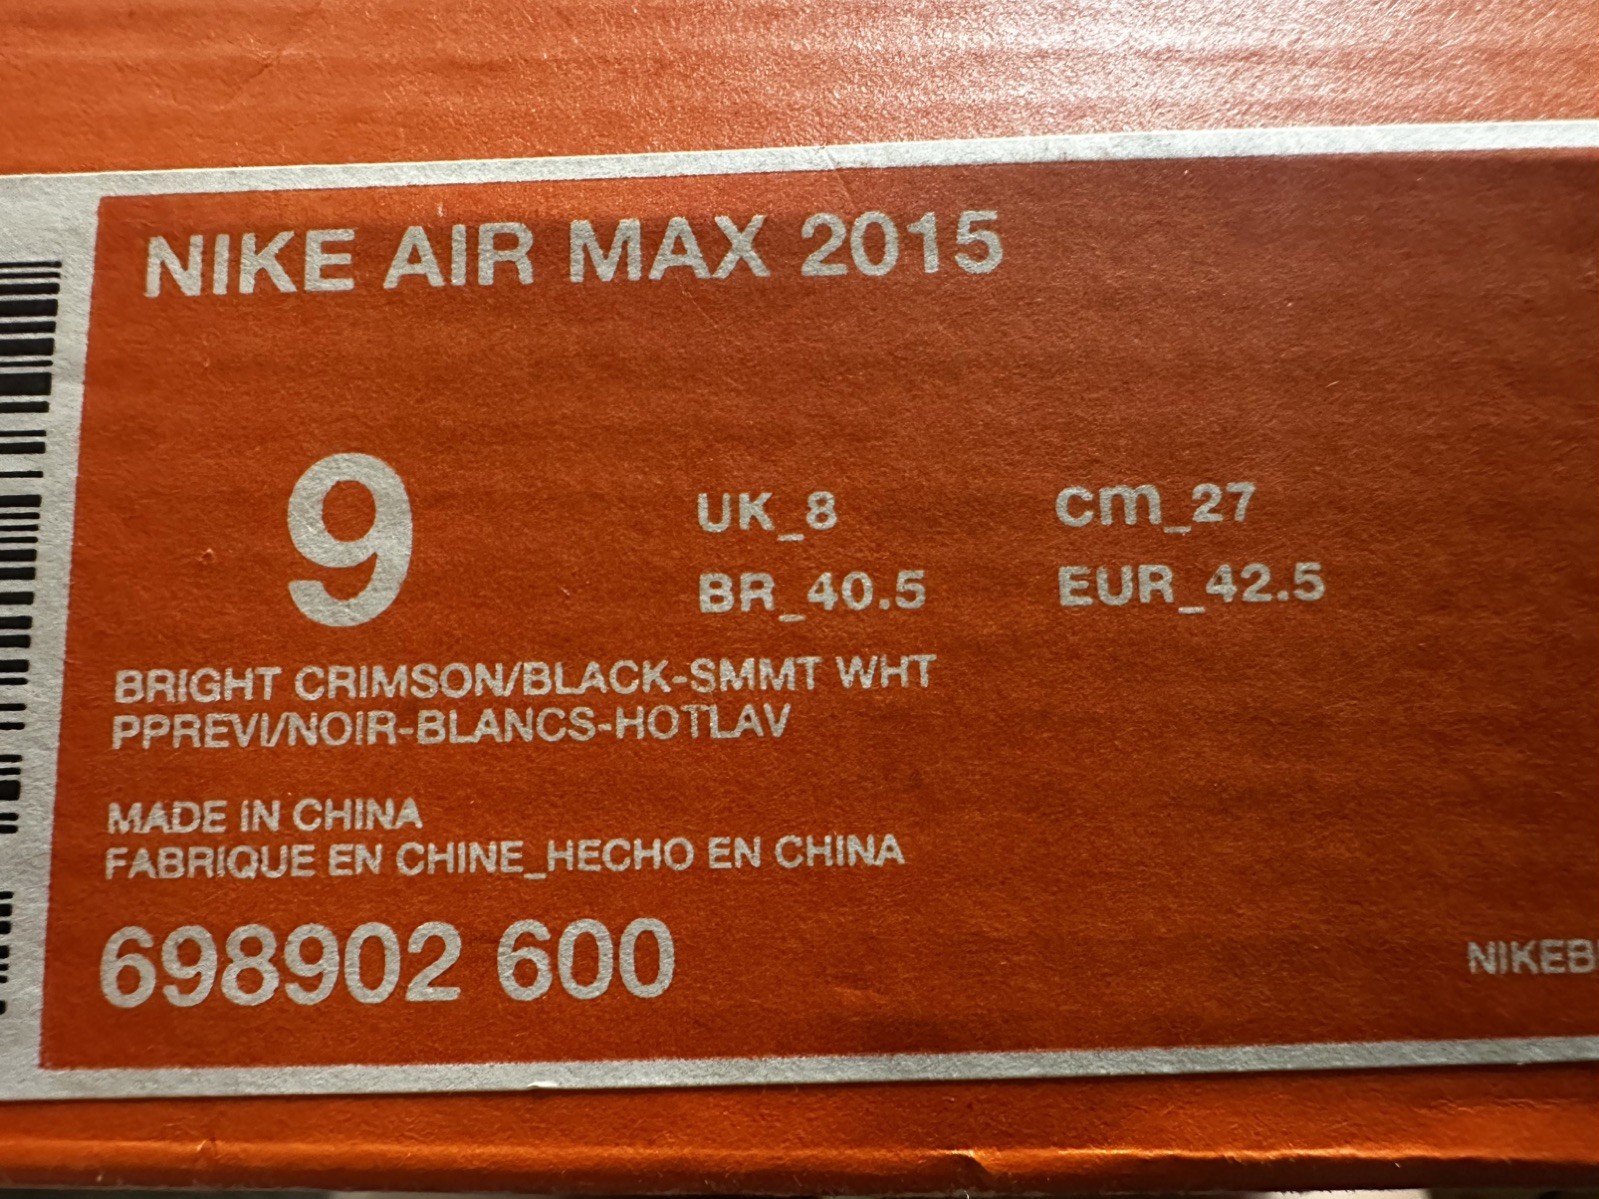 NIKE AIR MAX 2015
9
UK_8 cm_27
BR_40.5 EUR_42.5
BRIGHT CRIMSON/BLACK-SMMT WHT
PPREVI/NOIR-BLANCS-HOTLAV
MADE IN CHINA
FABRIQUE EN CHINE_HECHO EN CHINA
698902 600